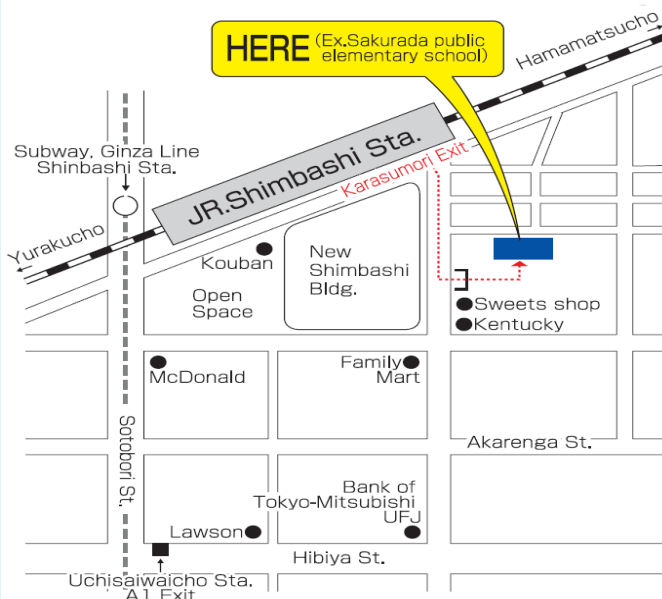 HERE (Ex.Sakurada public
elementary school)
Hamamatsucho
Subway, Ginza Line
Shinbashi Sta.
JR.Shimbashi Sta.
Karasumori Exit
Yurakucho
Kouban
New
Shimbashi
Bldg.
Open
Space
Sweets shop
Kentucky
McDonald
Family
Mart
Sotobori St.
Akarenga St.
Bank of
Tokyo-Mitsubishi
UFJ
Lawson
Hibiya St.
Uchisaiwaicho Sta.
A1 Exit